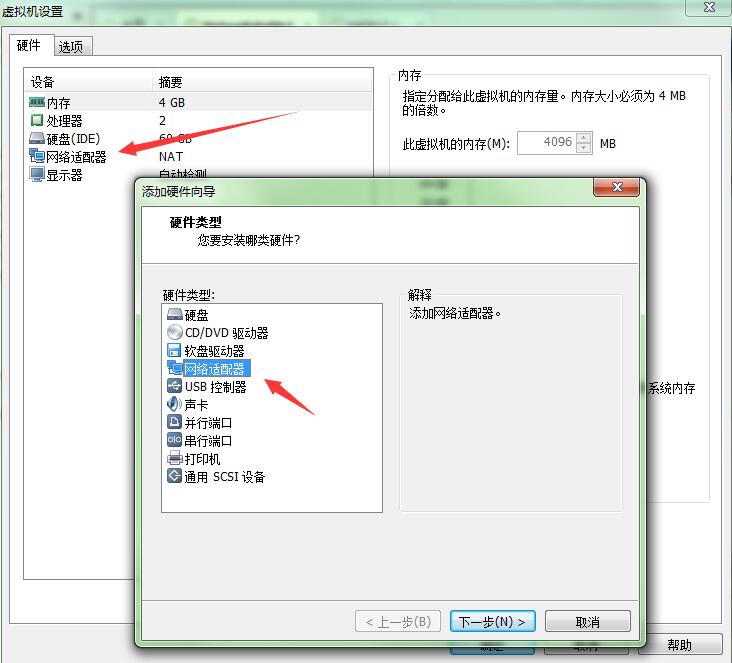 虚拟机设置
硬件
选项
设备
摘要
内存
4 GB
处理器
2
硬盘(IDE)
60 GB
网络适配器
NAT
显示器
自动检测
内存
指定分配给此虚拟机的内存量。内存大小必须为 4 MB
的倍数。
此虚拟机的内存(M):
4096
MB
系统内存
添加硬件向导
硬件类型
您要安装哪类硬件?
硬件类型:
硬盘
CD/DVD 驱动器
软盘驱动器
网络适配器
USB 控制器
声卡
并行端口
串行端口
打印机
通用 SCSI 设备
解释
添加网络适配器。
< 上一步(B)
下一步(N) >
取消
帮助